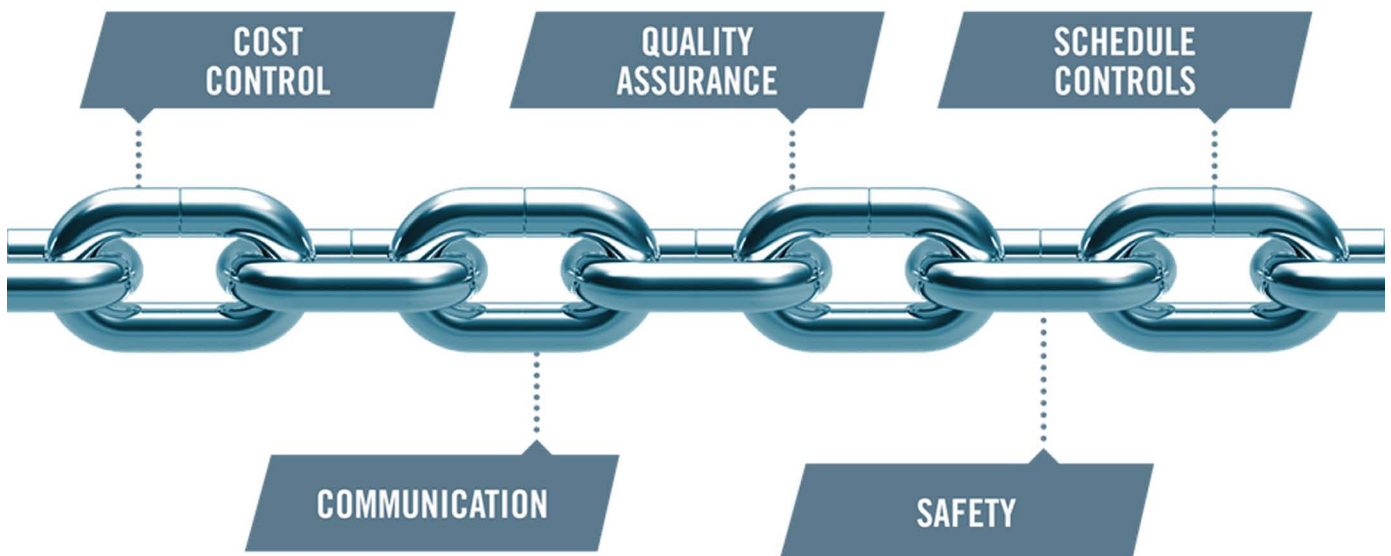 COST
CONTROL
QUALITY
ASSURANCE
SCHEDULE
CONTROLS
COMMUNICATION
SAFETY